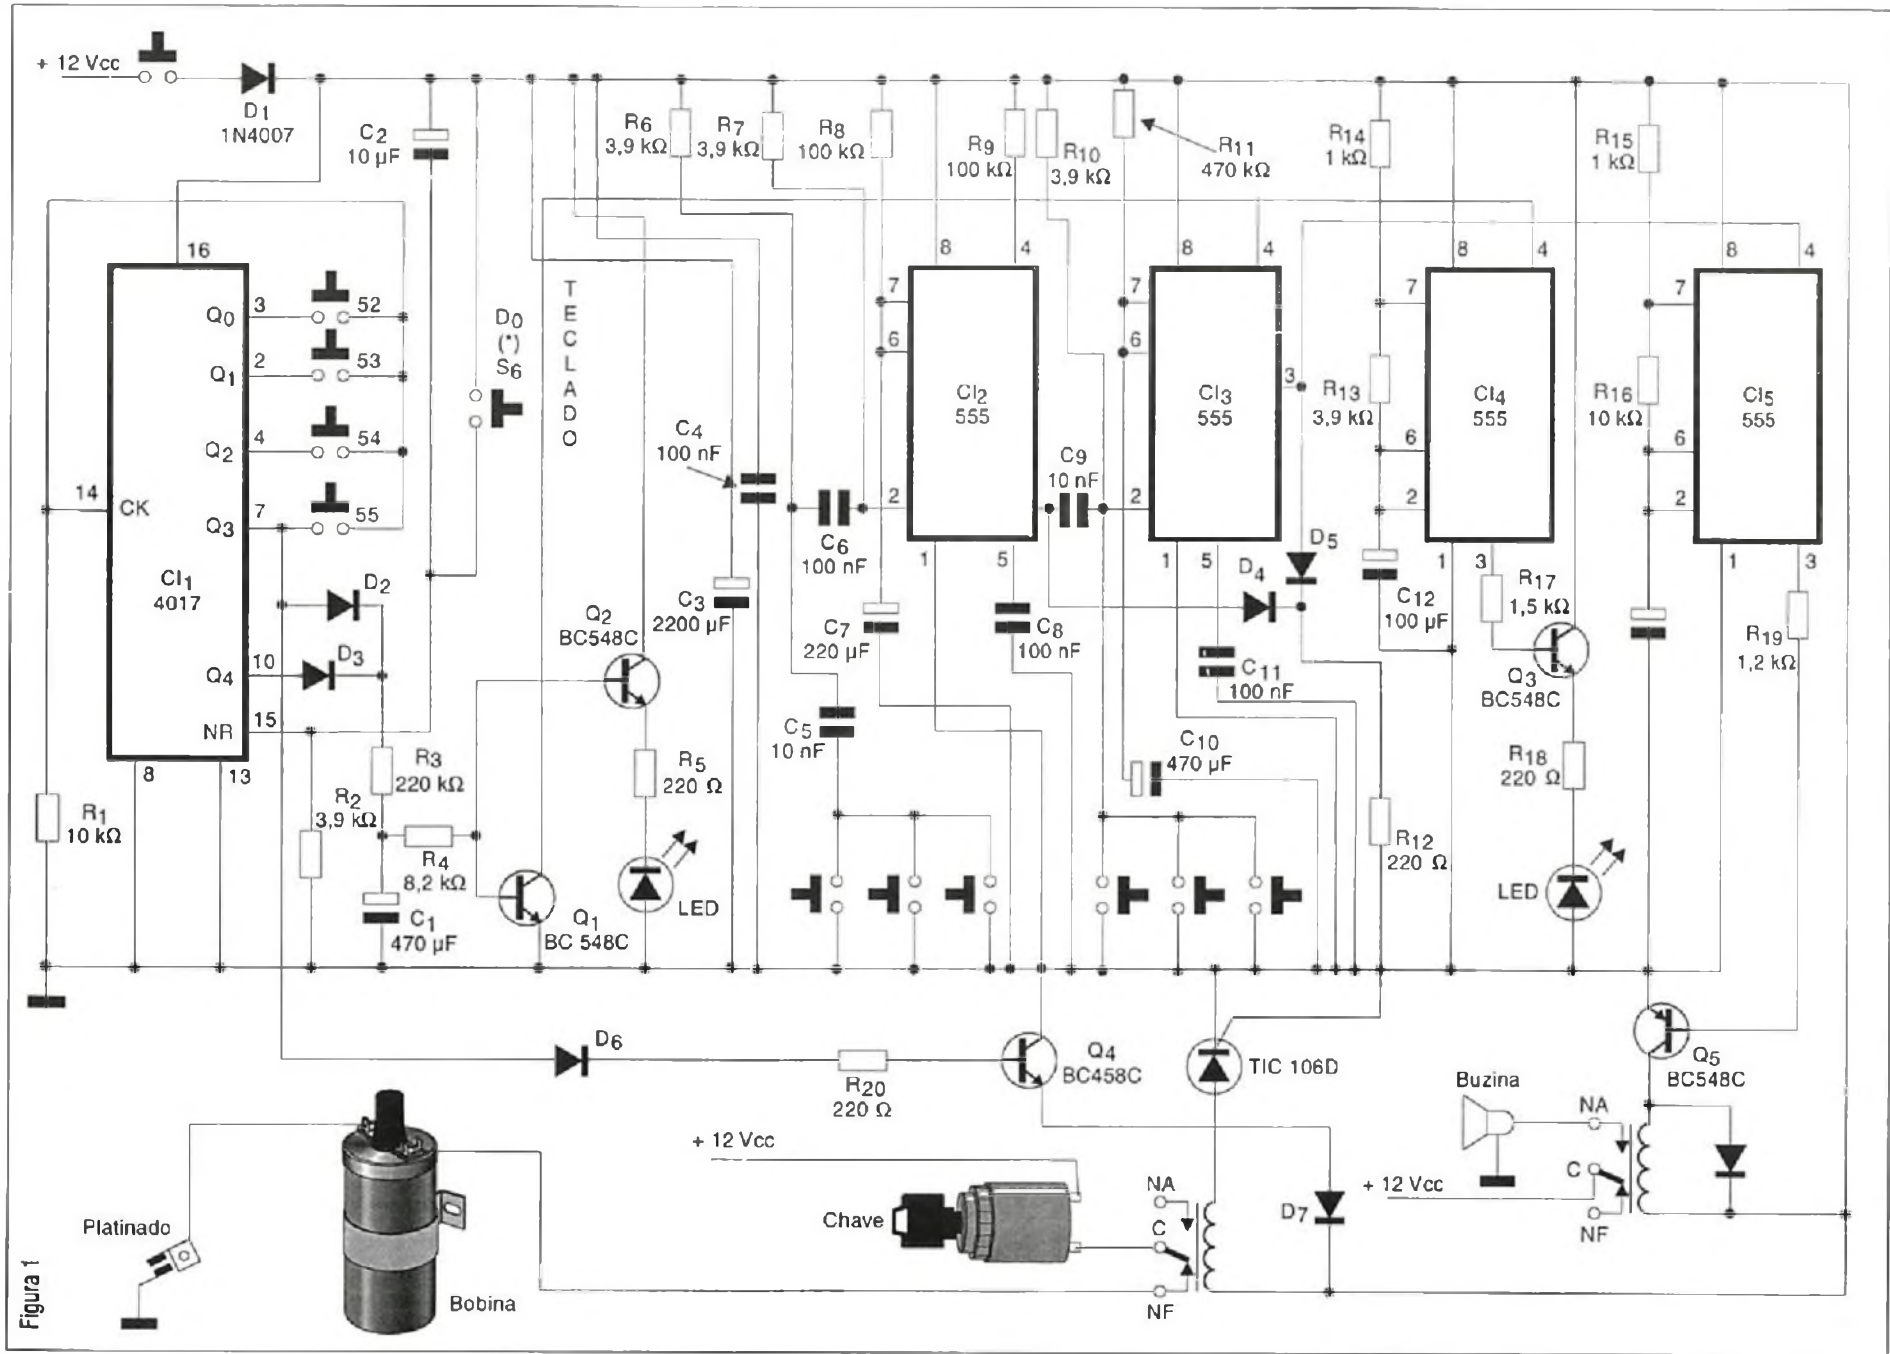 + 12 Vcc
D1
1N4007
C2
10 µF
R6
3,9 kΩ
R7
3,9 kΩ
R8
100 kΩ
R9
100 kΩ
R10
3,9 kΩ
R11
470 kΩ
R14
1 kΩ
R15
1 kΩ
16
8
4
8
4
8
4
8
4
3
Q0
52
2
Q1
53
4
Q2
54
7
Q3
55
14
CK
CI1
4017
10
Q4
15
NR
8
13
D0
(*)
S6
TECLADO
C4
100 nF
7
6
2
CI2
555
1
5
C9
10 nF
7
6
2
3
CI3
555
1
5
R13
3,9 kΩ
7
6
2
CI4
555
1
3
R16
10 kΩ
7
6
2
CI5
555
1
3
D2
D3
Q2
BC548C
C3
2200 µF
C6
100 nF
C7
220 µF
C8
100 nF
D4
D5
C11
100 nF
C12
100 µF
R17
1,5 kΩ
Q3
BC548C
R19
1,2 kΩ
R1
10 kΩ
R2
3,9 kΩ
R3
220 kΩ
R4
8,2 kΩ
C1
470 µF
Q1
BC 548C
R5
220 Ω
LED
C5
10 nF
C10
470 µF
R12
220 Ω
R18
220 Ω
LED
D6
R20
220 Ω
Q4
BC458C
TIC 106D
Q5
BC548C
Buzina
NA
C
NF
+ 12 Vcc
+ 12 Vcc
Chave
NA
C
NF
D7
Platinado
Bobina
Figura 1